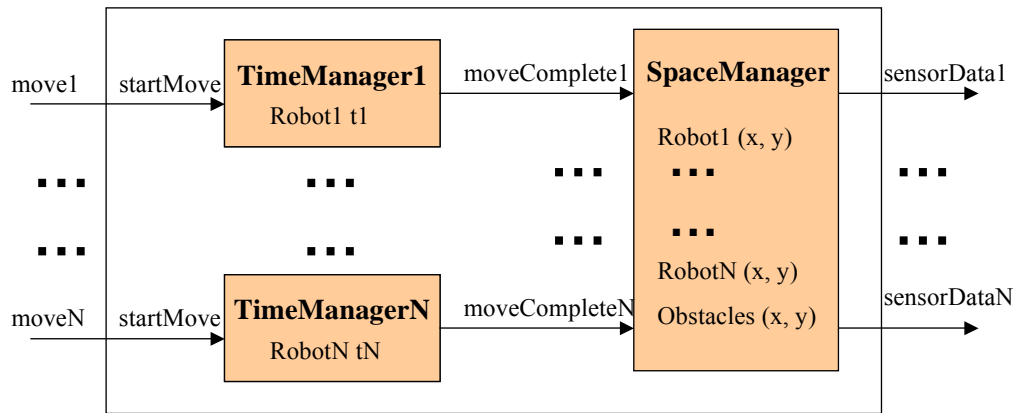 move1
startMove
TimeManager1
Robot1 t1
moveComplete1
SpaceManager
Robot1 (x, y)
...
...
RobotN (x, y)
Obstacles (x, y)
sensorData1
... ... ... ...
... ... ... ...
moveN
startMove
TimeManagerN
RobotN tN
moveCompleteN
sensorDataN